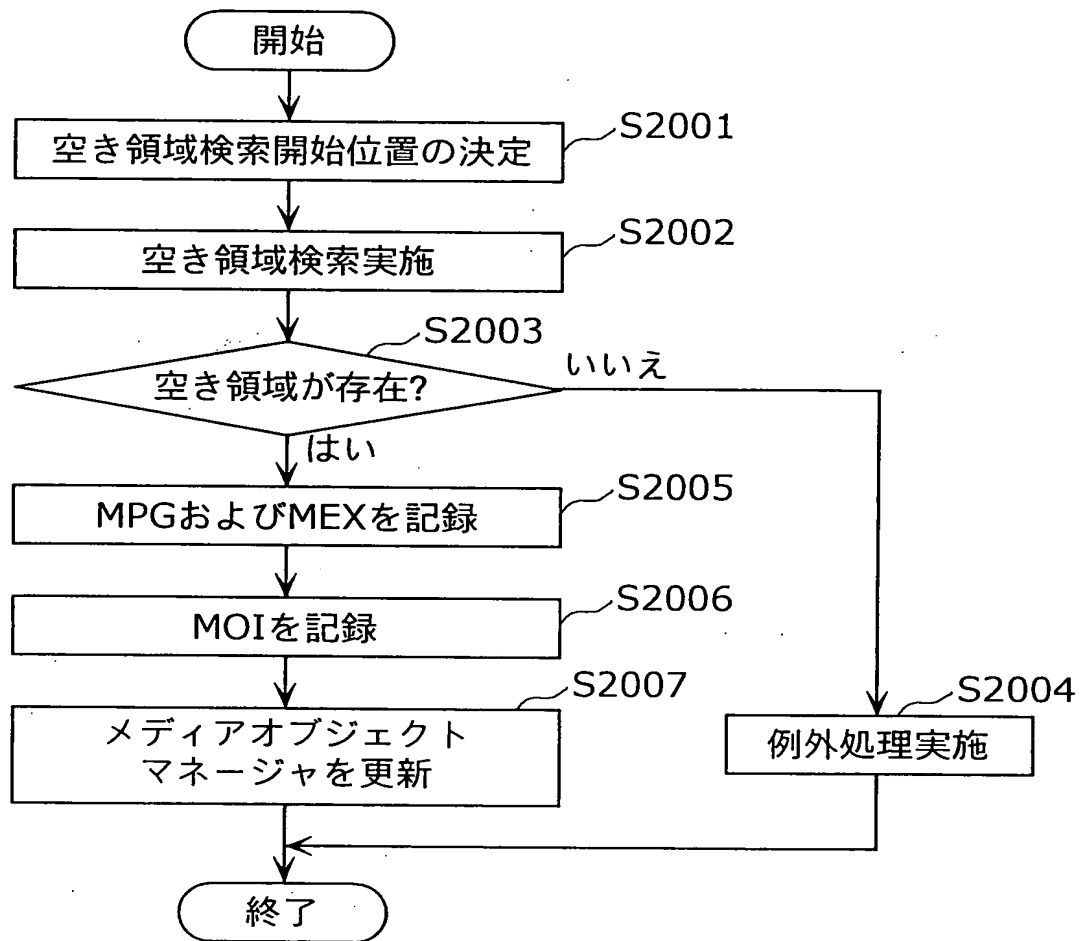 開始
空き領域検索開始位置の決定
S2001
空き領域検索実施
S2002
空き領域が存在?
S2003
いいえ
はい
MPGおよびMEXを記録
S2005
MOIを記録
S2006
メディアオブジェクト
マネージャを更新
S2007
例外処理実施
S2004
終了